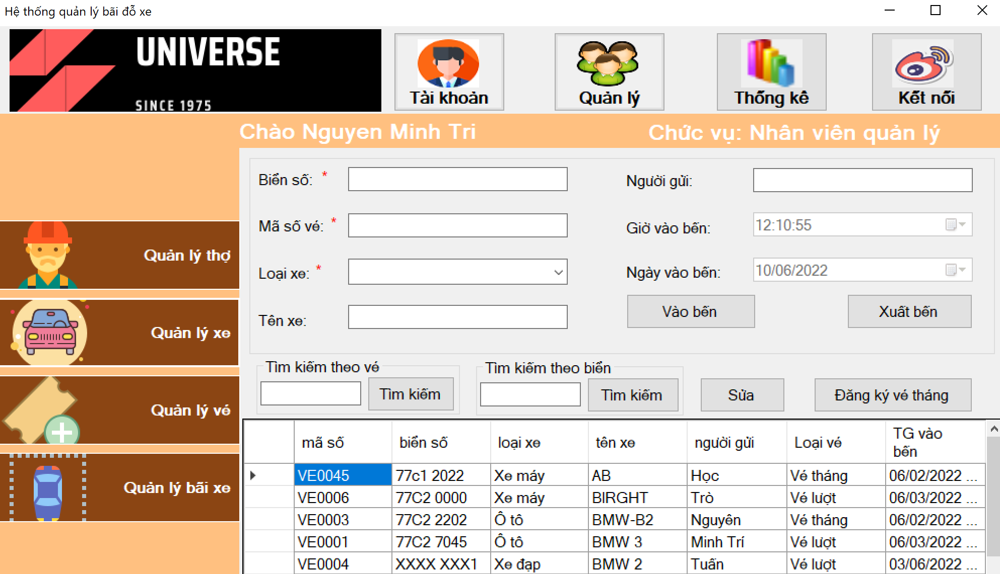 Hệ thống quản lý bãi đỗ xe
UNIVERSE
SINCE 1975
Tài khoản
Quản lý
Thống kê
Kết nối
Chào Nguyen Minh Tri
Chức vụ: Nhân viên quản lý
Quản lý thợ
Quản lý xe
Quản lý vé
Quản lý bãi xe
Biển số: *
Người gửi:
Mã số vé: *
Giờ vào bến: 12:10:55
Loại xe: *
Ngày vào bến: 10/06/2022
Tên xe:
Vào bến
Xuất bến
Tìm kiếm theo vé
Tìm kiếm
Tìm kiếm theo biển
Tìm kiếm
Sửa
Đăng ký vé tháng
mã số biển số loại xe tên xe người gửi Loại vé TG vào bến
VE0045 77c1 2022 Xe máy AB Học Vé tháng 06/02/2022 ...
VE0006 77C2 0000 Xe máy BIRGHT Trò Vé lượt 06/03/2022 ...
VE0003 77C2 2202 Ô tô BMW-B2 Nguyên Vé tháng 06/02/2022 ...
VE0001 77C2 7045 Ô tô BMW 3 Minh Trí Vé lượt 06/03/2022 ...
VE0004 XXXX XXX1 Xe đạp BMW 2 Tuấn Vé lượt 03/06/2022 ...